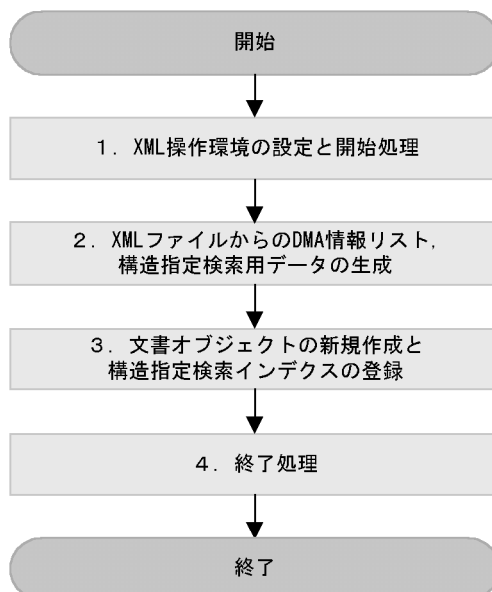 開始
1．XML操作環境の設定と開始処理
2．XMLファイルからのDMA情報リスト，
構造指定検索用データの生成
3．文書オブジェクトの新規作成と
構造指定検索インデクスの登録
4．終了処理
終了